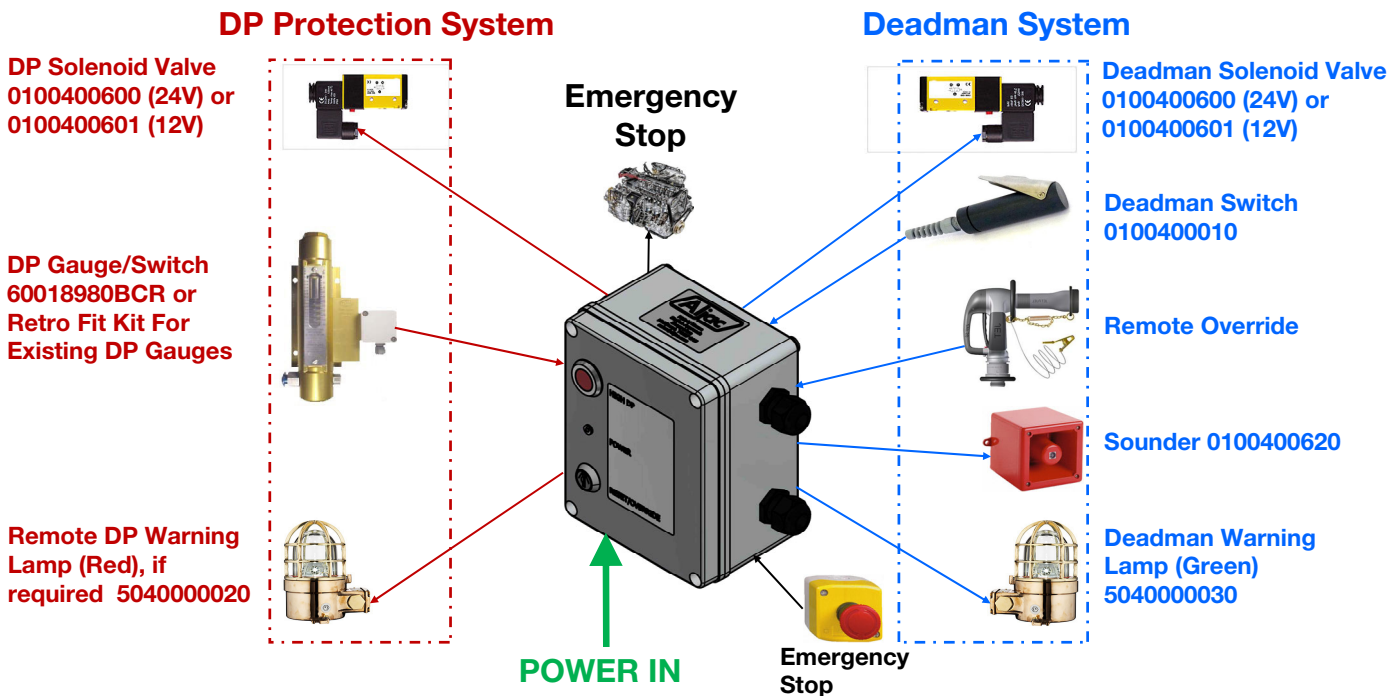 DP Protection System
Deadman System
DP Solenoid Valve
0100400600 (24V) or
0100400601 (12V)
Emergency
Stop
Deadman Solenoid Valve
0100400600 (24V) or
0100400601 (12V)
Deadman Switch
0100400010
DP Gauge/Switch
60018980BCR or
Retro Fit Kit For
Existing DP Gauges
Aljac
Remote Override
HIGH DP
POWER
RESET/OVERRIDE
Sounder 0100400620
Remote DP Warning
Lamp (Red), if
required 5040000020
Deadman Warning
Lamp (Green)
5040000030
POWER IN
Emergency
Stop